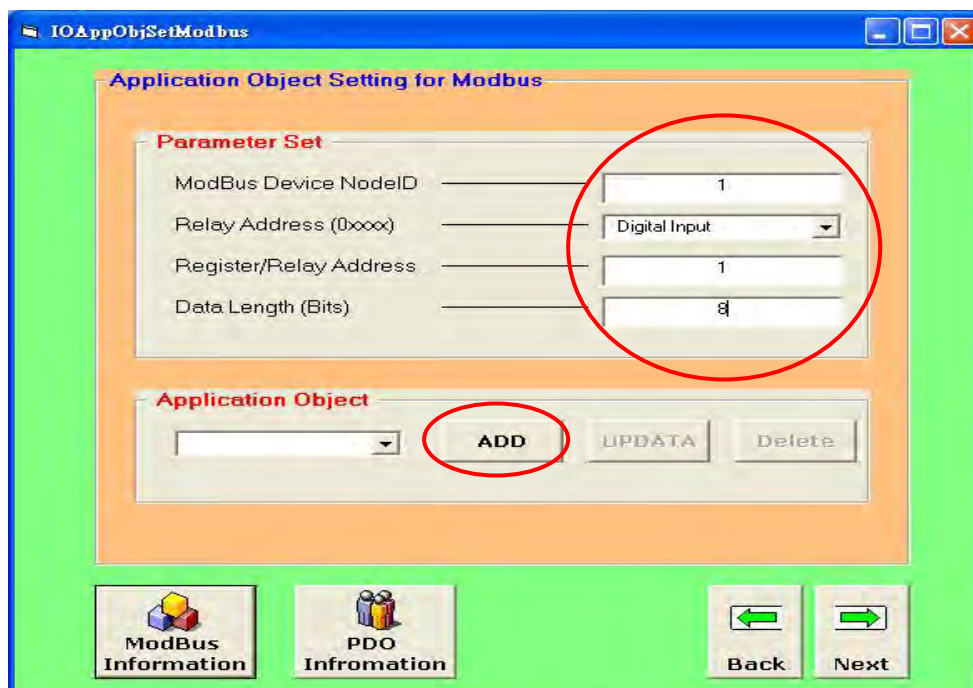 IOAppObjSetModbus
Application Object Setting for Modbus
Parameter Set
ModBus Device NodeID
1
Relay Address (0xxxx)
Digital Input
Register/Relay Address
1
Data Length (Bits)
8
Application Object
ADD
UPDATA
Delete
ModBus
Information
PDO
Infromation
Back
Next